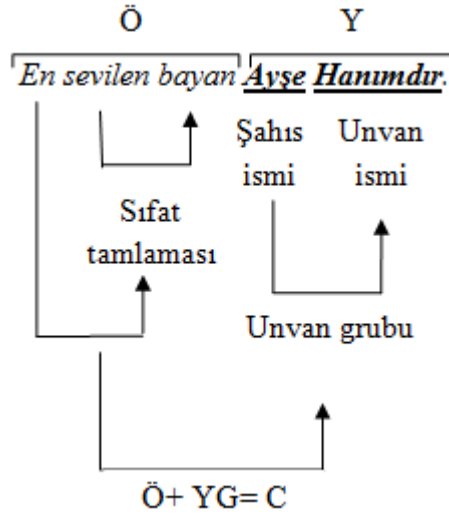 Ö Y
En sevilen bayan Ayşe Hanımdır.
Şahıs ismi
Unvan ismi
Sıfat tamlaması
Unvan grubu
Ö+ YG= C